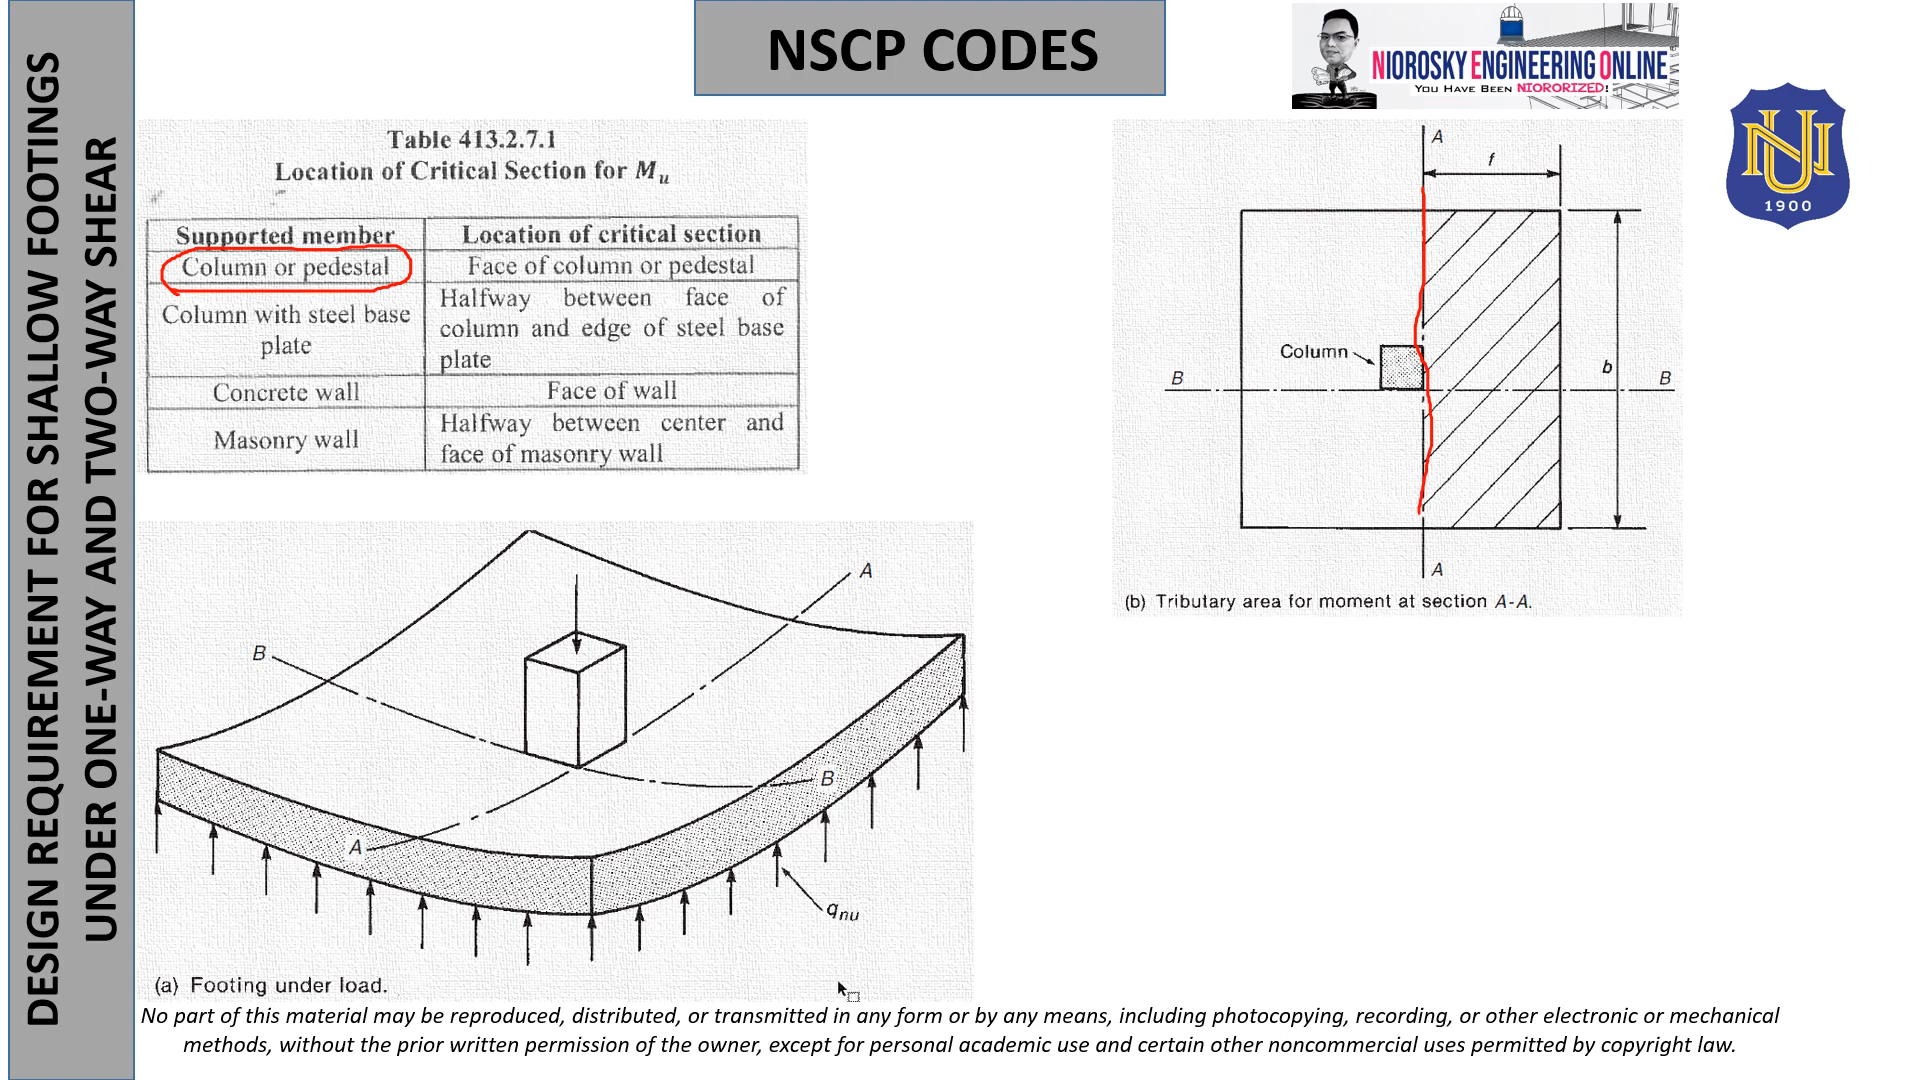 DESIGN REQUIREMENT FOR SHALLOW FOOTINGS
UNDER ONE-WAY AND TWO-WAY SHEAR
NSCP CODES
NIOROSKY ENGINEERING ONLINE
YOU HAVE BEEN NIORORIZED!
NU
1900
Table 413.2.7.1
Location of Critical Section for Mu
Supported member
Location of critical section
Column or pedestal
Face of column or pedestal
Column with steel base
plate
Halfway between face of
column and edge of steel base
plate
Concrete wall
Face of wall
Masonry wall
Halfway between center and
face of masonry wall
A
f
Column
b
B
B
A
(b) Tributary area for moment at section A-A.
A
B
B
A
qnu
(a) Footing under load.
No part of this material may be reproduced, distributed, or transmitted in any form or by any means, including photocopying, recording, or other electronic or mechanical
methods, without the prior written permission of the owner, except for personal academic use and certain other noncommercial uses permitted by copyright law.